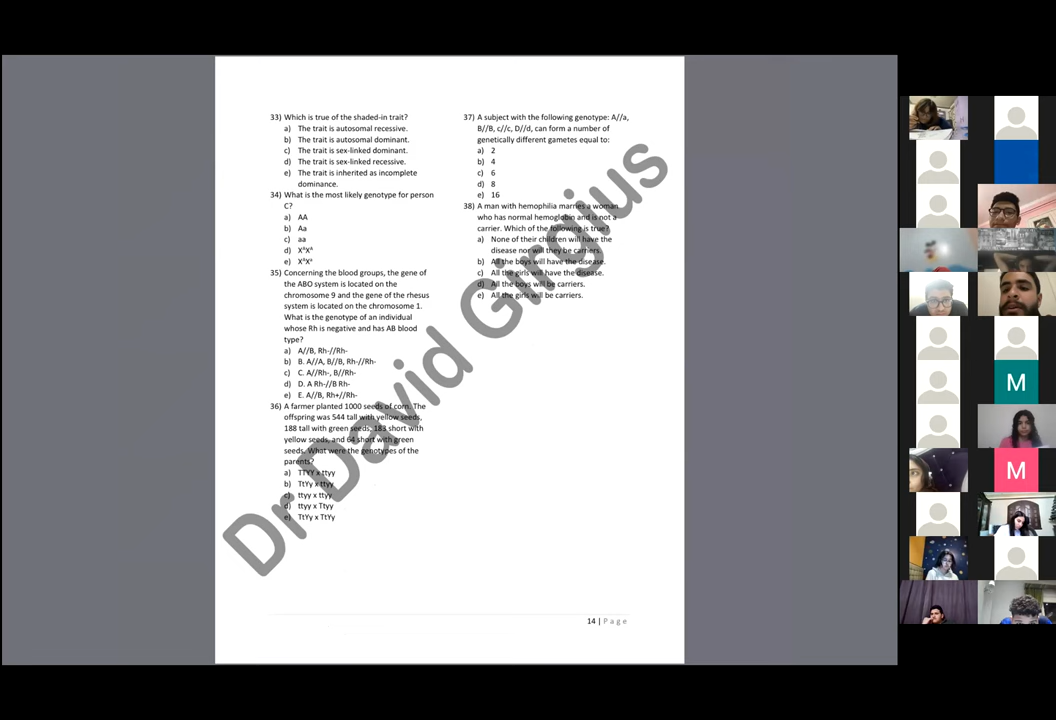 33) Which is true of the shaded-in trait?
a) The trait is autosomal recessive.
b) The trait is autosomal dominant.
c) The trait is sex-linked dominant.
d) The trait is sex-linked recessive.
e) The trait is inherited as incomplete
dominance.
34) What is the most likely genotype for person
C?
a) AA
b) Aa
c) aa
d)
e)
35) Concerning the blood groups, the gene of
the ABO system is located on the
chromosome 9 and the gene of the rhesus
system is located on the chromosome 1.
What is the genotype of an individual
whose Rh is negative and has AB blood
type?
a) A//B, Rh-//Rh-
b) B. A//A, B//B, Rh-//Rh-
c) C. A//Rh-, B//Rh-
d) D. A Rh-//B Rh-
e) E. A//B, Rh+//Rh-
36) A farmer planted 1000 seeds of corn. The
offspring was 544 tall with yellow seeds,
188 tall with green seeds, 183 short with
yellow seeds, and 64 short with green
seeds. What were the genotypes of the
parents?
a) TTYY x ttyy
b) TtYy x ttyy
c) ttyy x ttyy
d) ttyy x Ttyy
e) TtYy x TtYy
37) A subject with the following genotype: A//a,
B//B, c//c, D//d, can form a number of
genetically different gametes equal to:
a) 2
b) 4
c) 6
d) 8
e) 16
38) A man with hemophilia marries a woman
who has normal hemoglobin and is not a
carrier. Which of the following is true?
a) None of their children will have the
disease nor will they be carriers.
b) All the boys will have the disease.
c) All the girls will have the disease.
d) All the boys will be carriers.
e) All the girls will be carriers.
Dr David Girgius
14 | Page
M
M